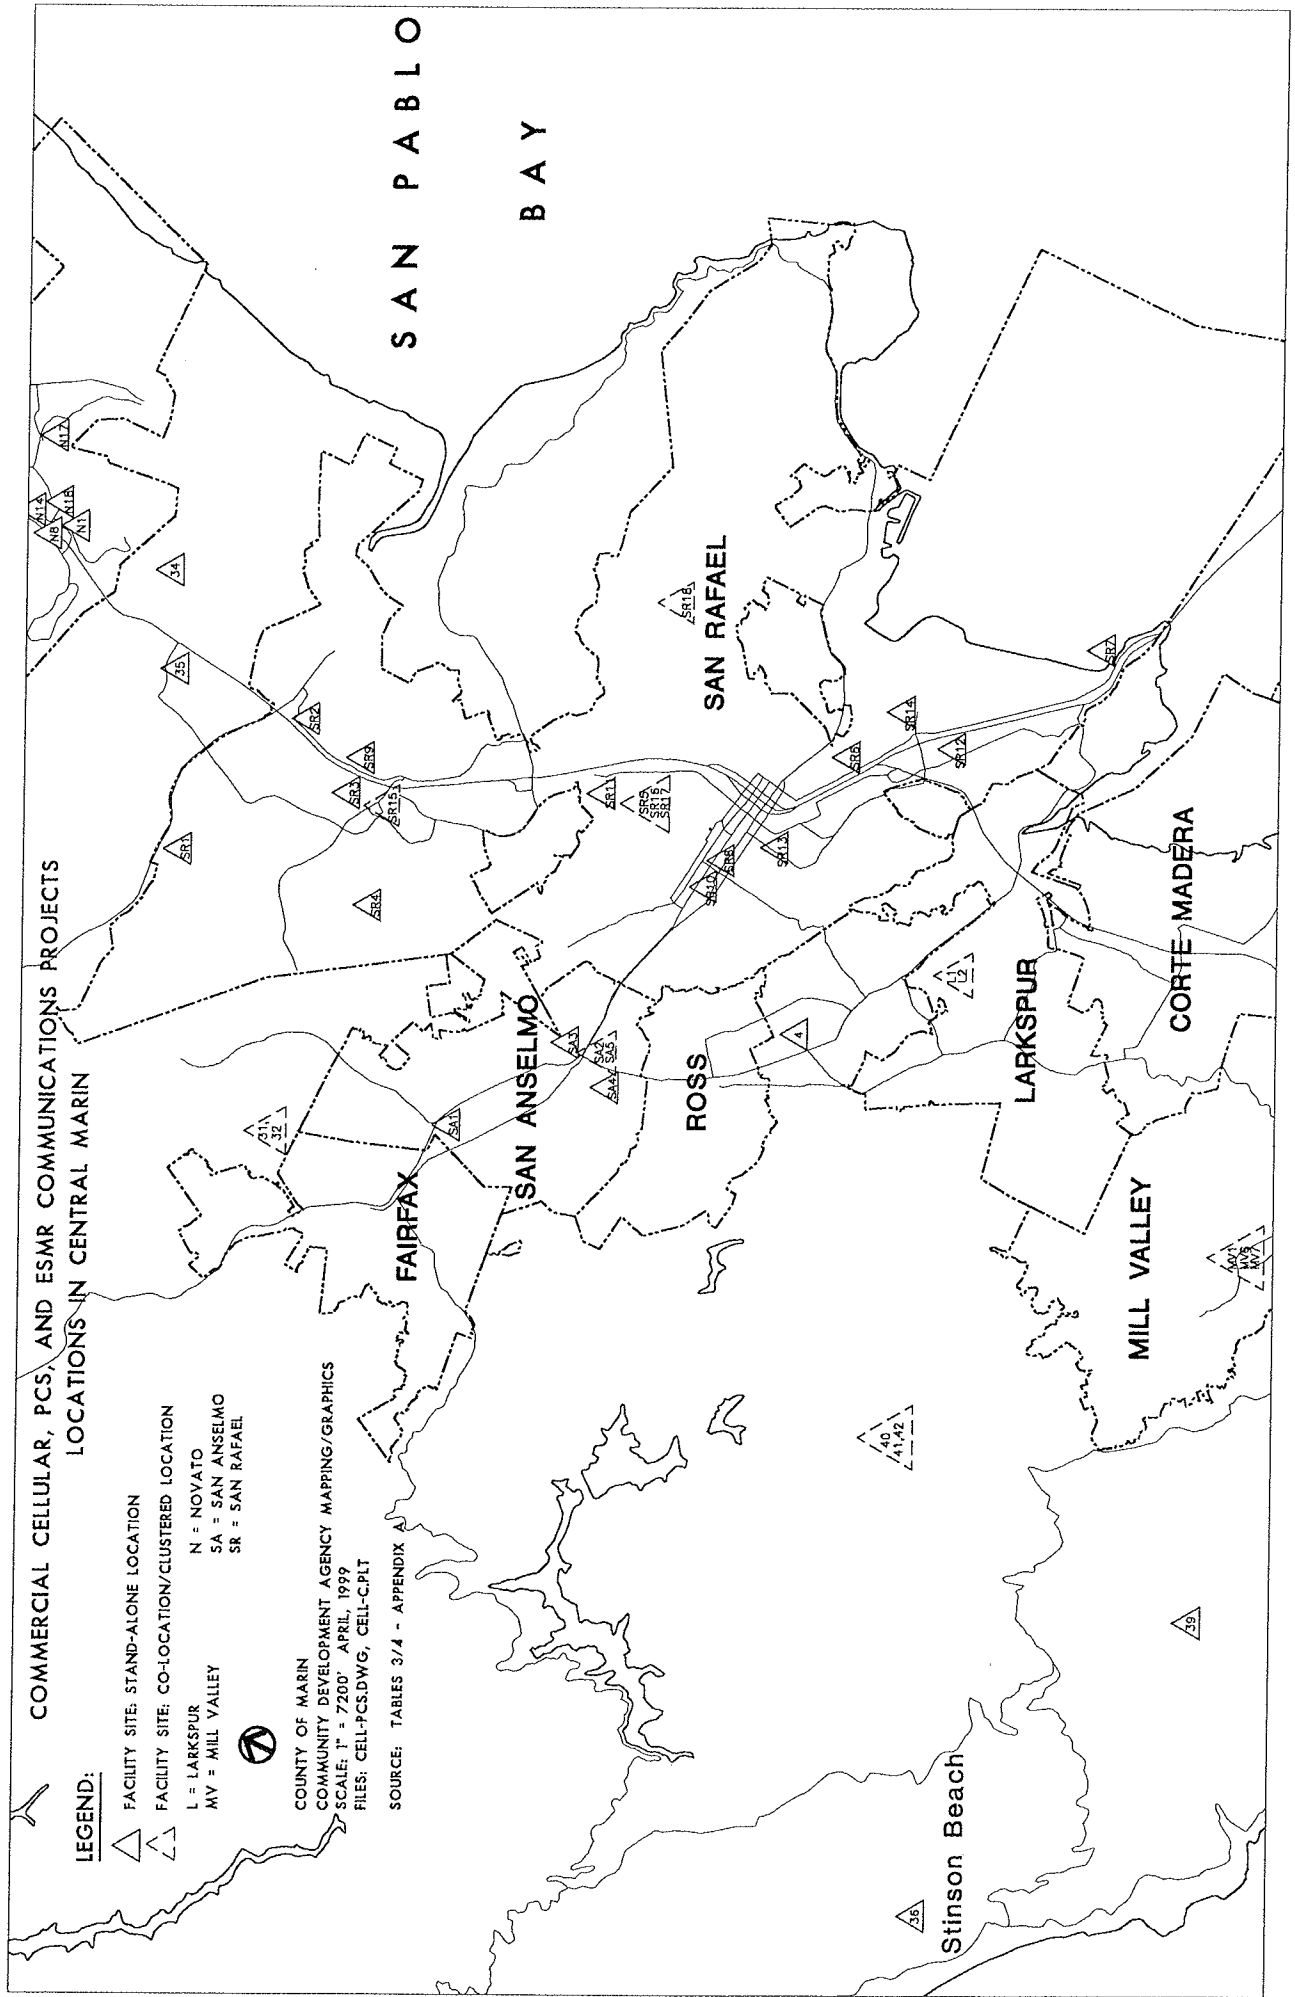 COMMERCIAL CELLULAR, PCS, AND ESMR COMMUNICATIONS PROJECTS
LOCATIONS IN CENTRAL MARIN
LEGEND:
FACILITY SITE: STAND-ALONE LOCATION
FACILITY SITE: CO-LOCATION/CLUSTERED LOCATION
L = LARKSPUR
N = NOVATO
MV = MILL VALLEY
SA = SAN ANSELMO
SR = SAN RAFAEL
COUNTY OF MARIN
COMMUNITY DEVELOPMENT AGENCY MAPPING/GRAPHICS
SCALE: 1" = 7200' APRIL, 1999
FILES: CELL-PCS.DWG, CELL-C.PLT
SOURCE: TABLES 3/4 - APPENDIX A
SAN PABLO
BAY
N14
N8
N16
N1
N17
34
35
SR2
SR9
SR3
SR15
SR1
SR4
SR11
SR5
SR16
SR17
SR18
SAN RAFAEL
SR10
SR8
SR13
SR6
SR14
SR12
SR7
31,
32
FAIRFAX
SA1
SAN ANSELMO
SA3
SA2
SA5
SA4
ROSS
4
L1
L2
LARKSPUR
CORTE MADERA
MILL VALLEY
MV1
MV6
MV7
40
41,42
39
36
Stinson Beach